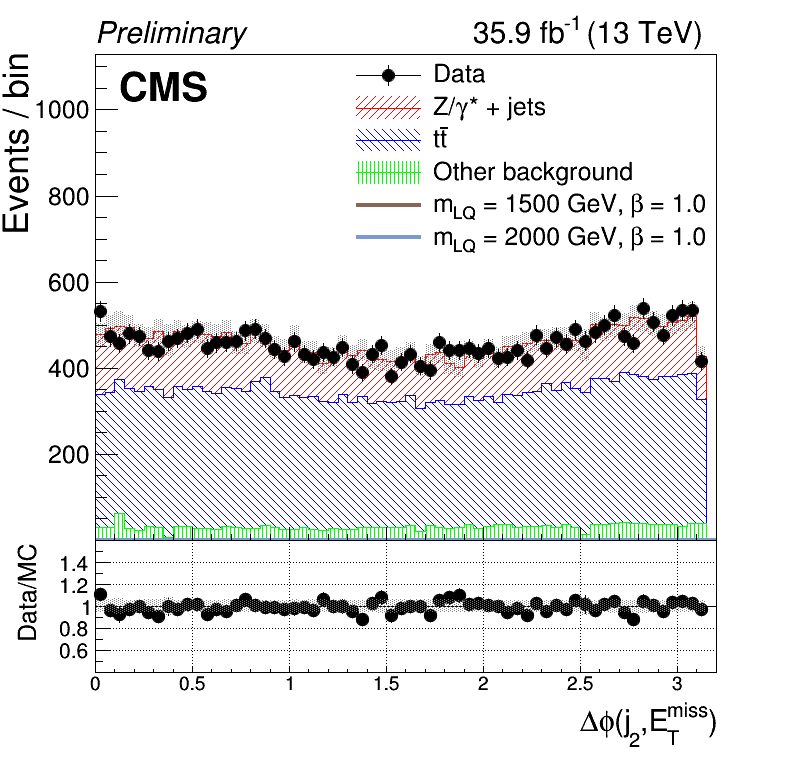 Preliminary 35.9 fb⁻¹ (13 TeV)
CMS
Data
Z/γ* + jets
tt̄
Other background
m_LQ = 1500 GeV, β = 1.0
m_LQ = 2000 GeV, β = 1.0
Events / bin
1000
800
600
400
200
Data/MC
1.4
1.2
1
0.8
0.6
0 0.5 1 1.5 2 2.5 3
Δϕ(j₂,E_T^miss)